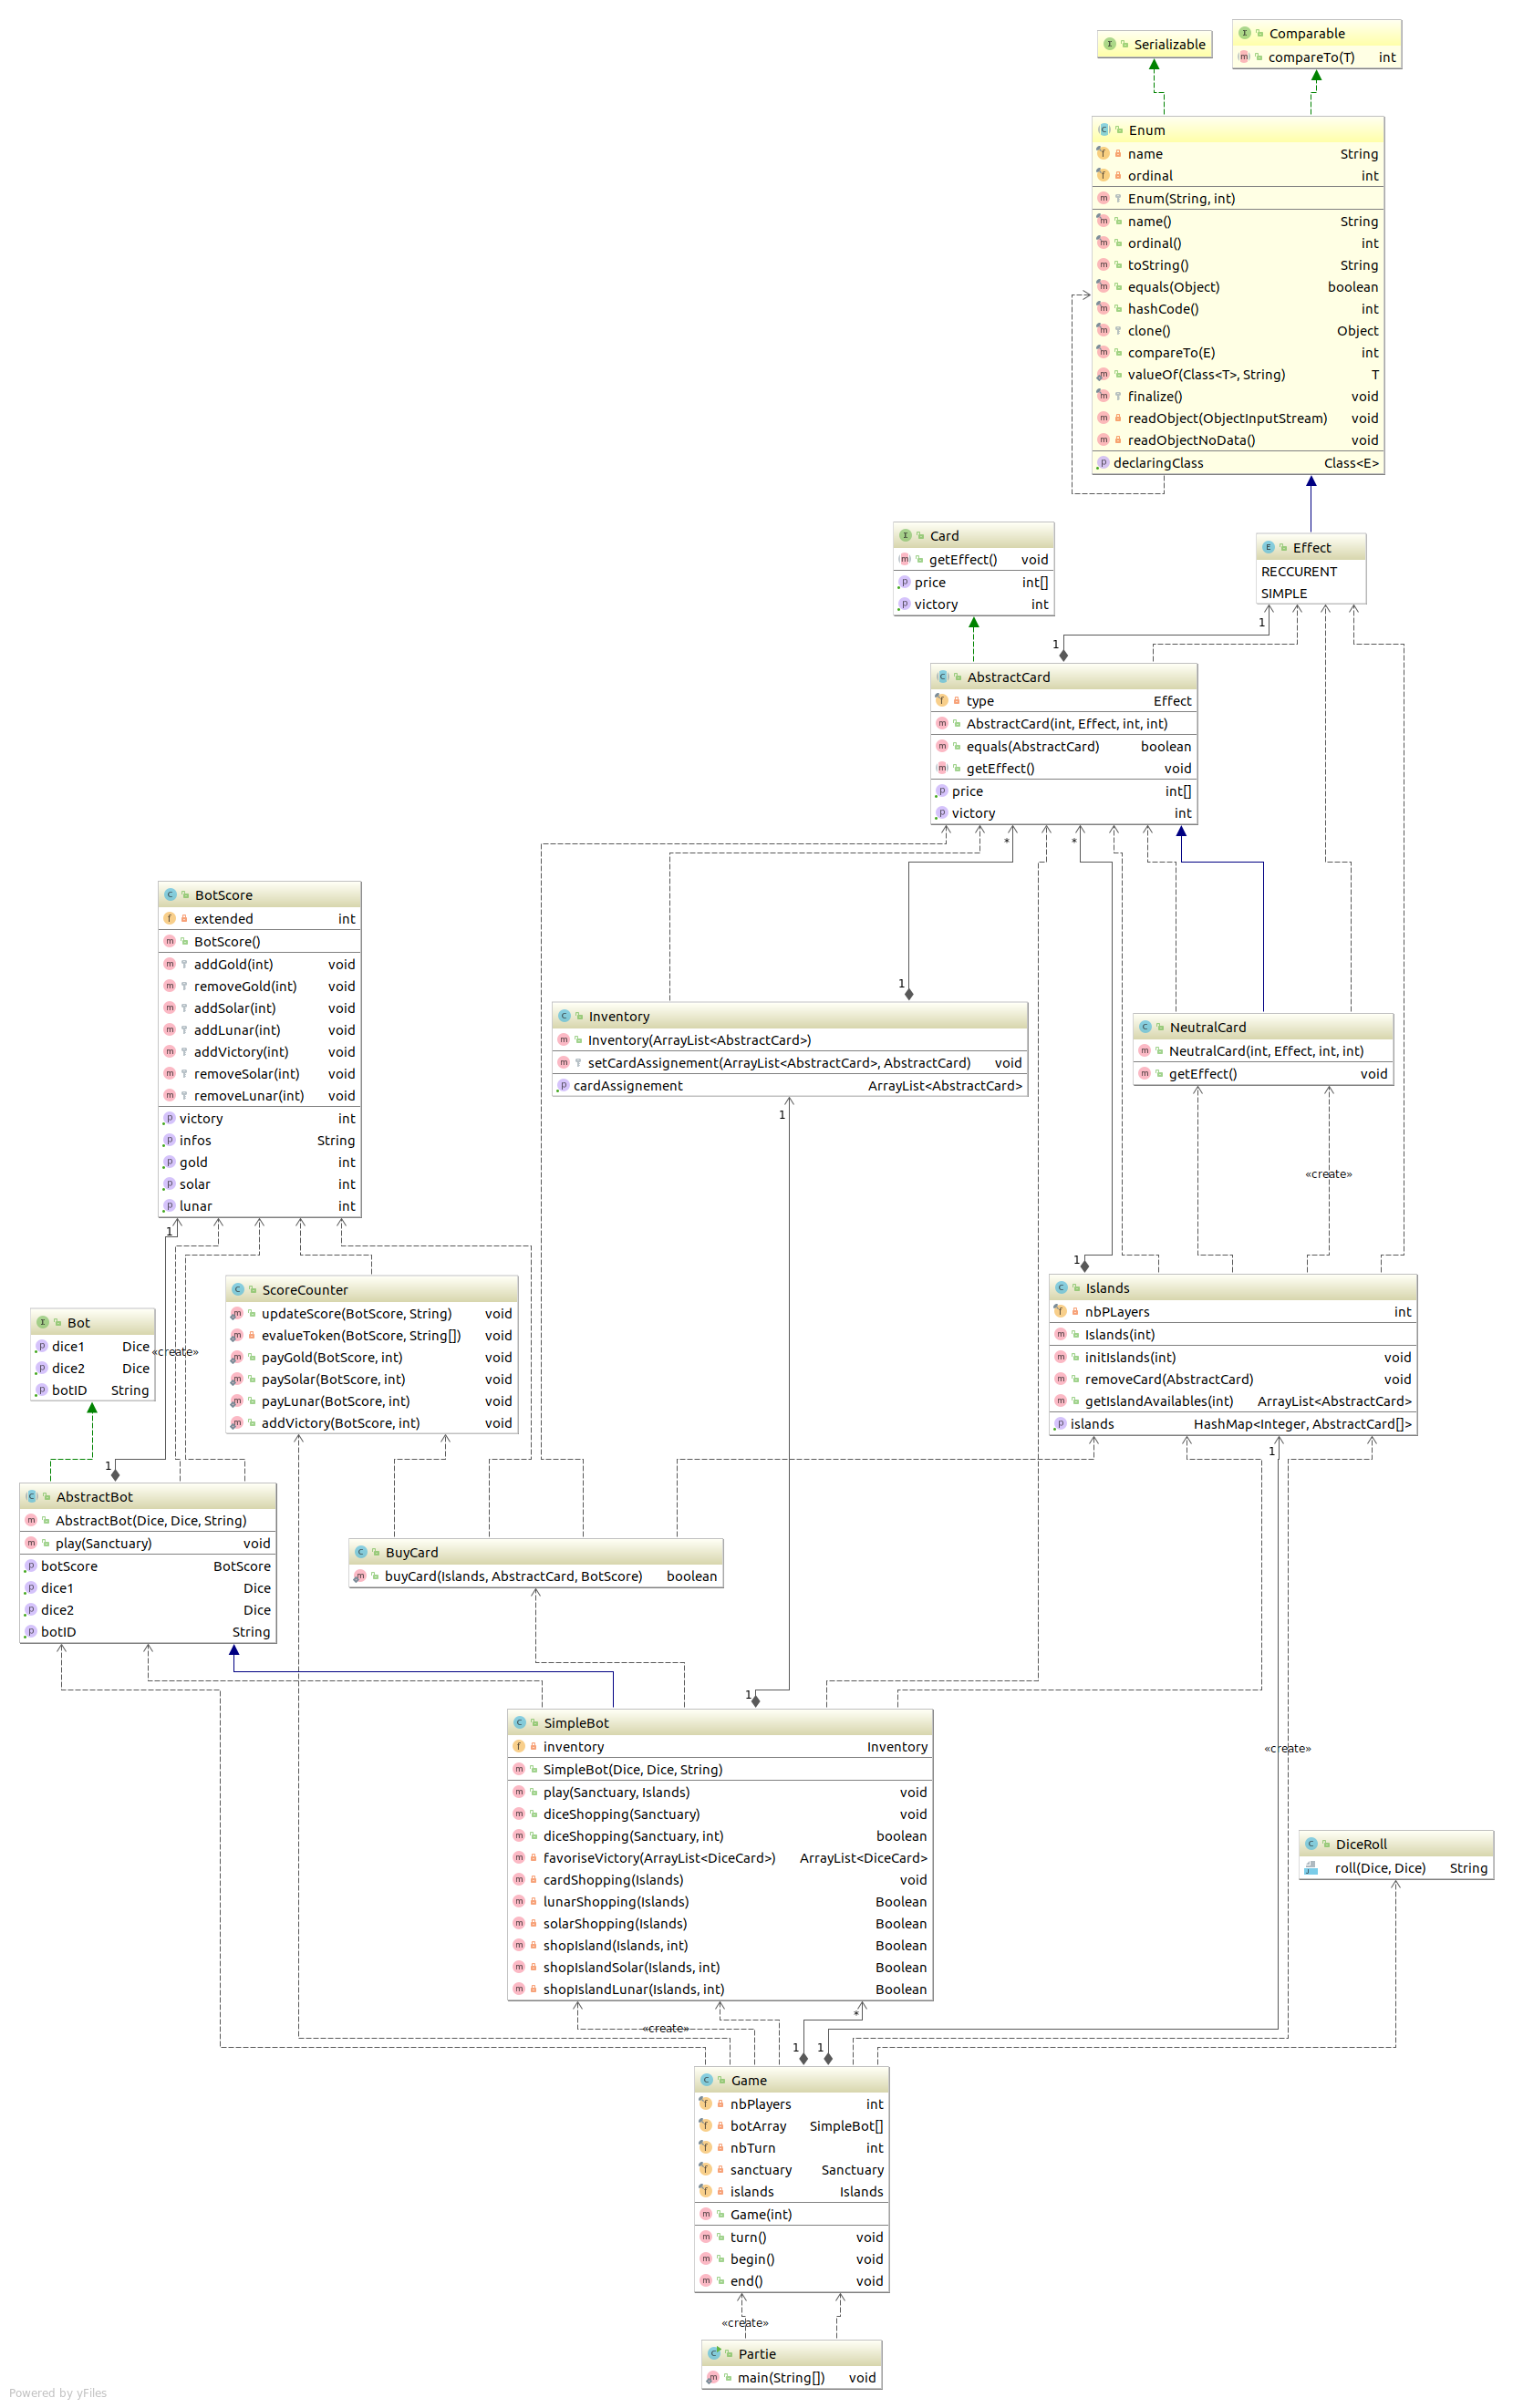 Serializable
Comparable
compareTo(T) int
Enum
name String
ordinal int
Enum(String, int)
name() String
ordinal() int
toString() String
equals(Object) boolean
hashCode() int
clone() Object
compareTo(E) int
valueOf(Class<T>, String) T
finalize() void
readObject(ObjectInputStream) void
readObjectNoData() void
declaringClass Class<E>
Card
getEffect() void
price int[]
victory int
Effect
RECCURENT
SIMPLE
1
1
AbstractCard
type Effect
AbstractCard(int, Effect, int, int)
equals(AbstractCard) boolean
getEffect() void
price int[]
victory int
*
*
BotScore
extended int
BotScore()
addGold(int) void
removeGold(int) void
addSolar(int) void
addLunar(int) void
addVictory(int) void
removeSolar(int) void
removeLunar(int) void
victory int
infos String
gold int
solar int
lunar int
1
1
Inventory
Inventory(ArrayList<AbstractCard>)
setCardAssignement(ArrayList<AbstractCard>, AbstractCard) void
cardAssignement ArrayList<AbstractCard>
1
NeutralCard
NeutralCard(int, Effect, int, int)
getEffect() void
«create»
ScoreCounter
updateScore(BotScore, String) void
evalueToken(BotScore, String[]) void
payGold(BotScore, int) void
paySolar(BotScore, int) void
payLunar(BotScore, int) void
addVictory(BotScore, int) void
1
Islands
nbPLayers int
Islands(int)
initIslands(int) void
removeCard(AbstractCard) void
getIslandAvailables(int) ArrayList<AbstractCard>
islands HashMap<Integer, AbstractCard[]>
1
Bot
dice1 Dice
dice2 Dice
botID String
«create»
1
AbstractBot
AbstractBot(Dice, Dice, String)
play(Sanctuary) void
botScore BotScore
dice1 Dice
dice2 Dice
botID String
BuyCard
buyCard(Islands, AbstractCard, BotScore) boolean
1
SimpleBot
inventory Inventory
SimpleBot(Dice, Dice, String)
play(Sanctuary, Islands) void
diceShopping(Sanctuary) void
diceShopping(Sanctuary, int) boolean
favoriseVictory(ArrayList<DiceCard>) ArrayList<DiceCard>
cardShopping(Islands) void
lunarShopping(Islands) Boolean
solarShopping(Islands) Boolean
shopIsland(Islands, int) Boolean
shopIslandSolar(Islands, int) Boolean
shopIslandLunar(Islands, int) Boolean
«create»
DiceRoll
roll(Dice, Dice) String
*
«create»
1
1
Game
nbPlayers int
botArray SimpleBot[]
nbTurn int
sanctuary Sanctuary
islands Islands
Game(int)
turn() void
begin() void
end() void
«create»
Partie
main(String[]) void
Powered by yFiles